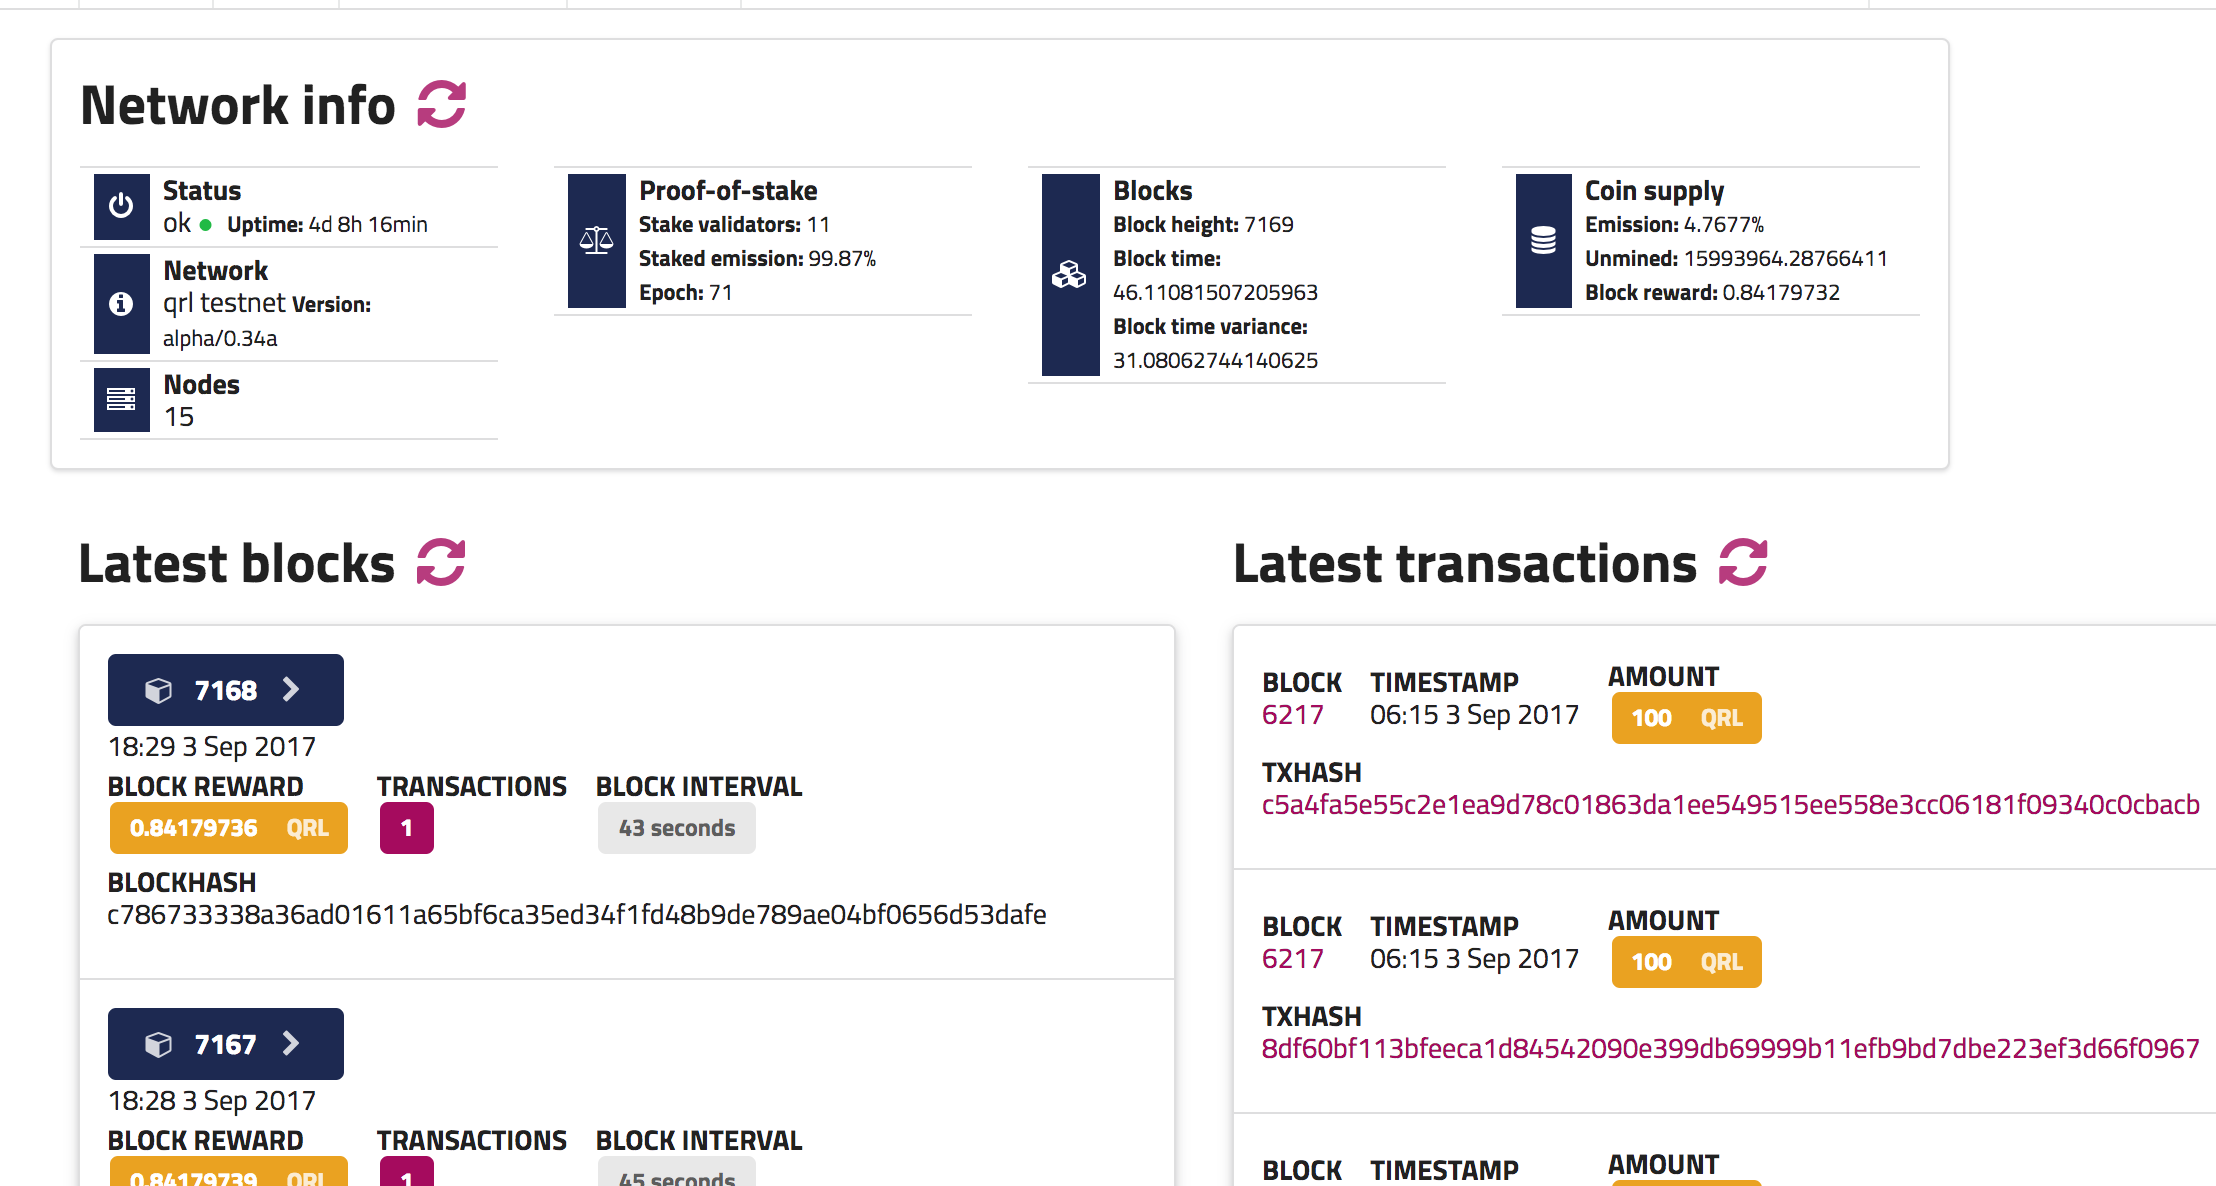 Network info
Status
ok Uptime: 4d 8h 16min
Network
qrl testnet Version:
alpha/0.34a
Nodes
15
Proof-of-stake
Stake validators: 11
Staked emission: 99.87%
Epoch: 71
Blocks
Block height: 7169
Block time:
46.11081507205963
Block time variance:
31.08062744140625
Coin supply
Emission: 4.7677%
Unmined: 15993964.28766411
Block reward: 0.84179732
Latest blocks
7168
18:29 3 Sep 2017
BLOCK REWARD TRANSACTIONS BLOCK INTERVAL
0.84179736 QRL 1 43 seconds
BLOCKHASH
c786733338a36ad01611a65bf6ca35ed34f1fd48b9de789ae04bf0656d53dafe
7167
18:28 3 Sep 2017
BLOCK REWARD TRANSACTIONS BLOCK INTERVAL
0.84179739 QRL 1 45 seconds
Latest transactions
BLOCK TIMESTAMP AMOUNT
6217 06:15 3 Sep 2017 100 QRL
TXHASH
c5a4fa5e55c2e1ea9d78c01863da1ee549515ee558e3cc06181f09340c0cbacb
BLOCK TIMESTAMP AMOUNT
6217 06:15 3 Sep 2017 100 QRL
TXHASH
8df60bf113bfeeca1d84542090e399db69999b11efb9bd7dbe223ef3d66f0967
BLOCK TIMESTAMP AMOUNT